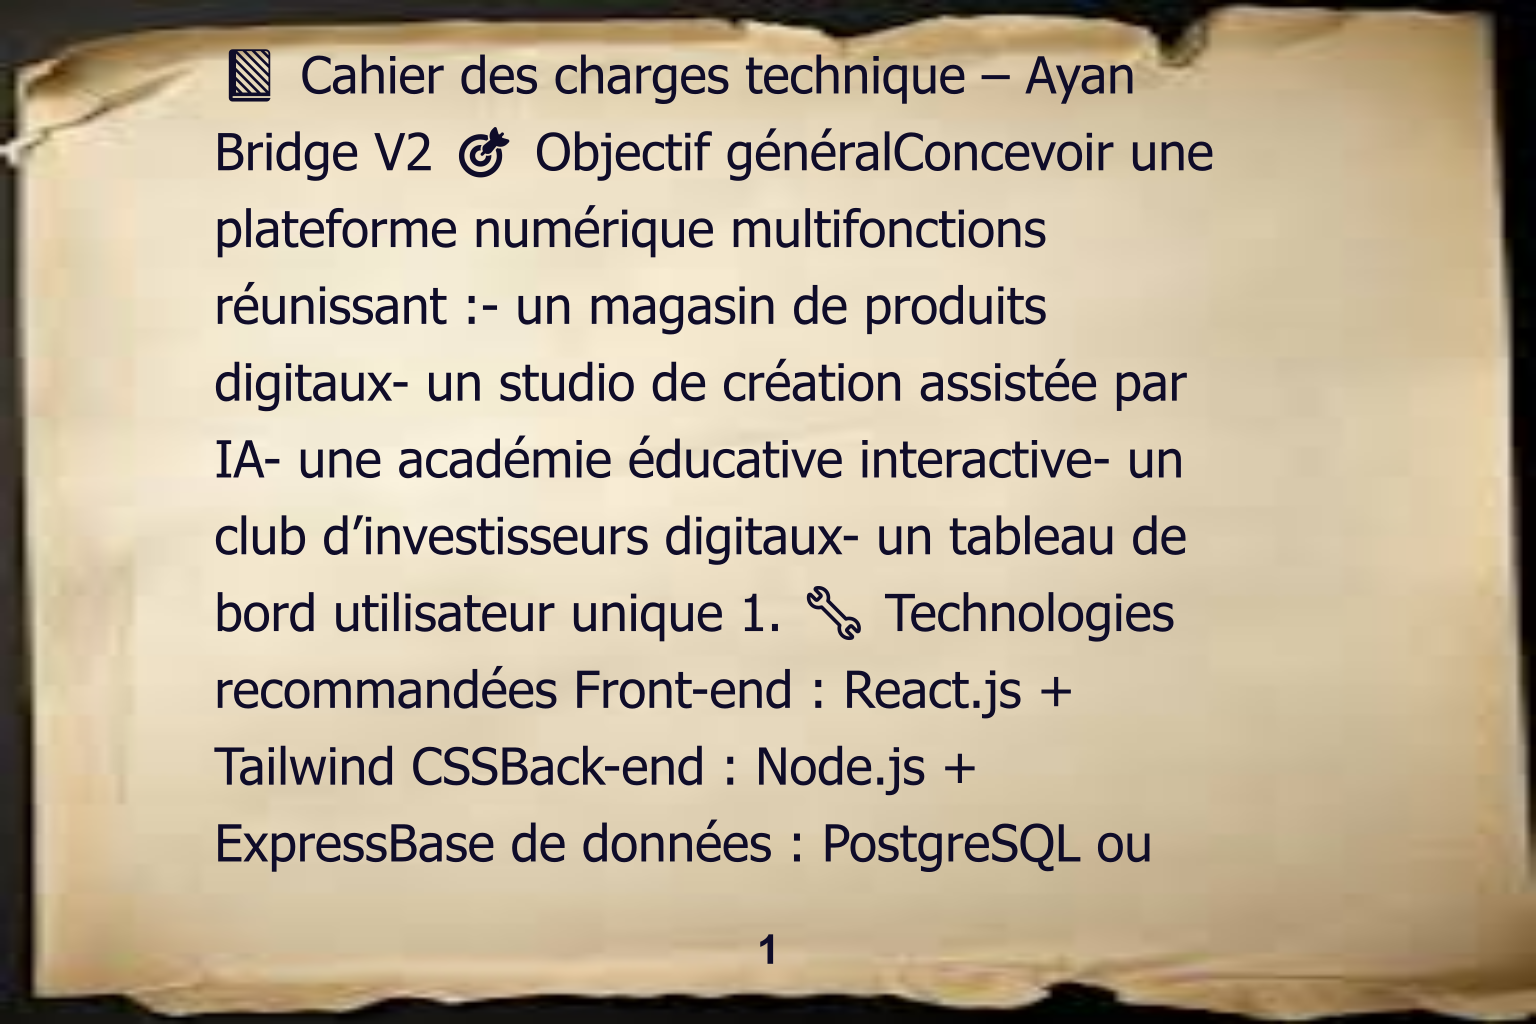 📓 Cahier des charges technique – Ayan
Bridge V2 🎯 Objectif généralConcevoir une
plateforme numérique multifonctions
réunissant :- un magasin de produits
digitaux- un studio de création assistée par
IA- une académie éducative interactive- un
club d’investisseurs digitaux- un tableau de
bord utilisateur unique 1. 🔧 Technologies
recommandées Front-end : React.js +
Tailwind CSSBack-end : Node.js +
ExpressBase de données : PostgreSQL ou
1